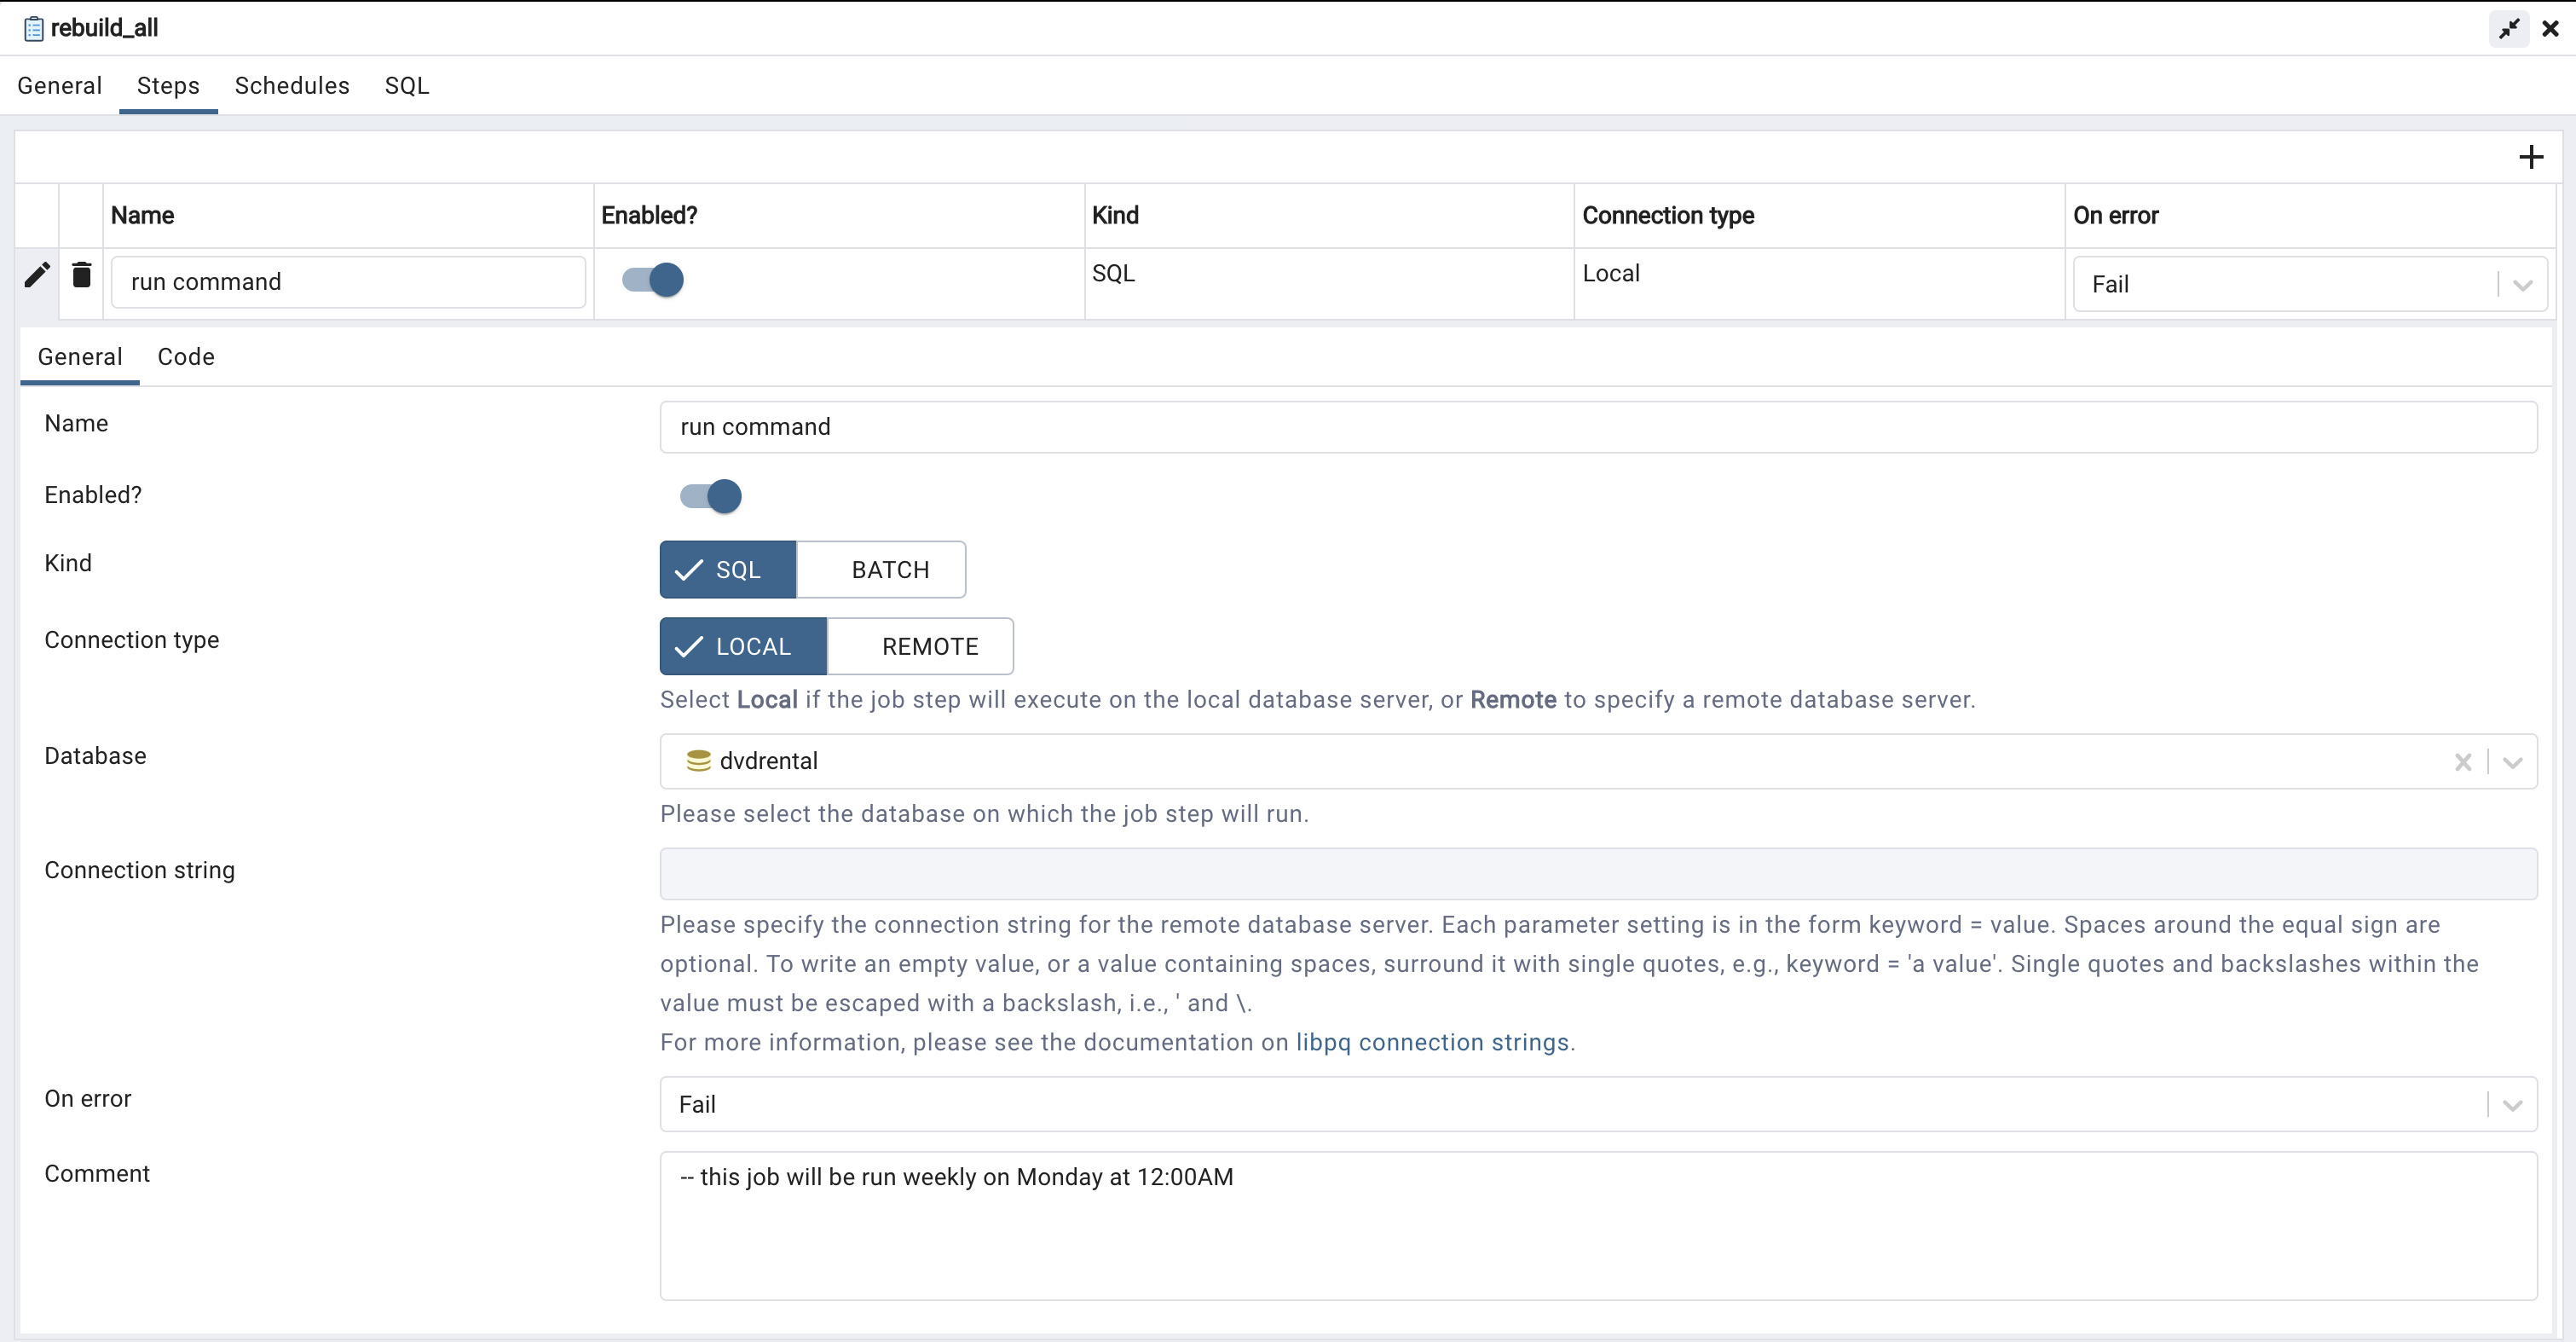 rebuild_all
General Steps Schedules SQL
Name Enabled? Kind Connection type On error
run command SQL Local Fail
General Code
Name run command
Enabled?
Kind SQL BATCH
Connection type LOCAL REMOTE
Select Local if the job step will execute on the local database server, or Remote to specify a remote database server.
Database dvdrental
Please select the database on which the job step will run.
Connection string
Please specify the connection string for the remote database server. Each parameter setting is in the form keyword = value. Spaces around the equal sign are
optional. To write an empty value, or a value containing spaces, surround it with single quotes, e.g., keyword = 'a value'. Single quotes and backslashes within the
value must be escaped with a backslash, i.e., ' and \.
For more information, please see the documentation on libpq connection strings.
On error Fail
Comment -- this job will be run weekly on Monday at 12:00AM